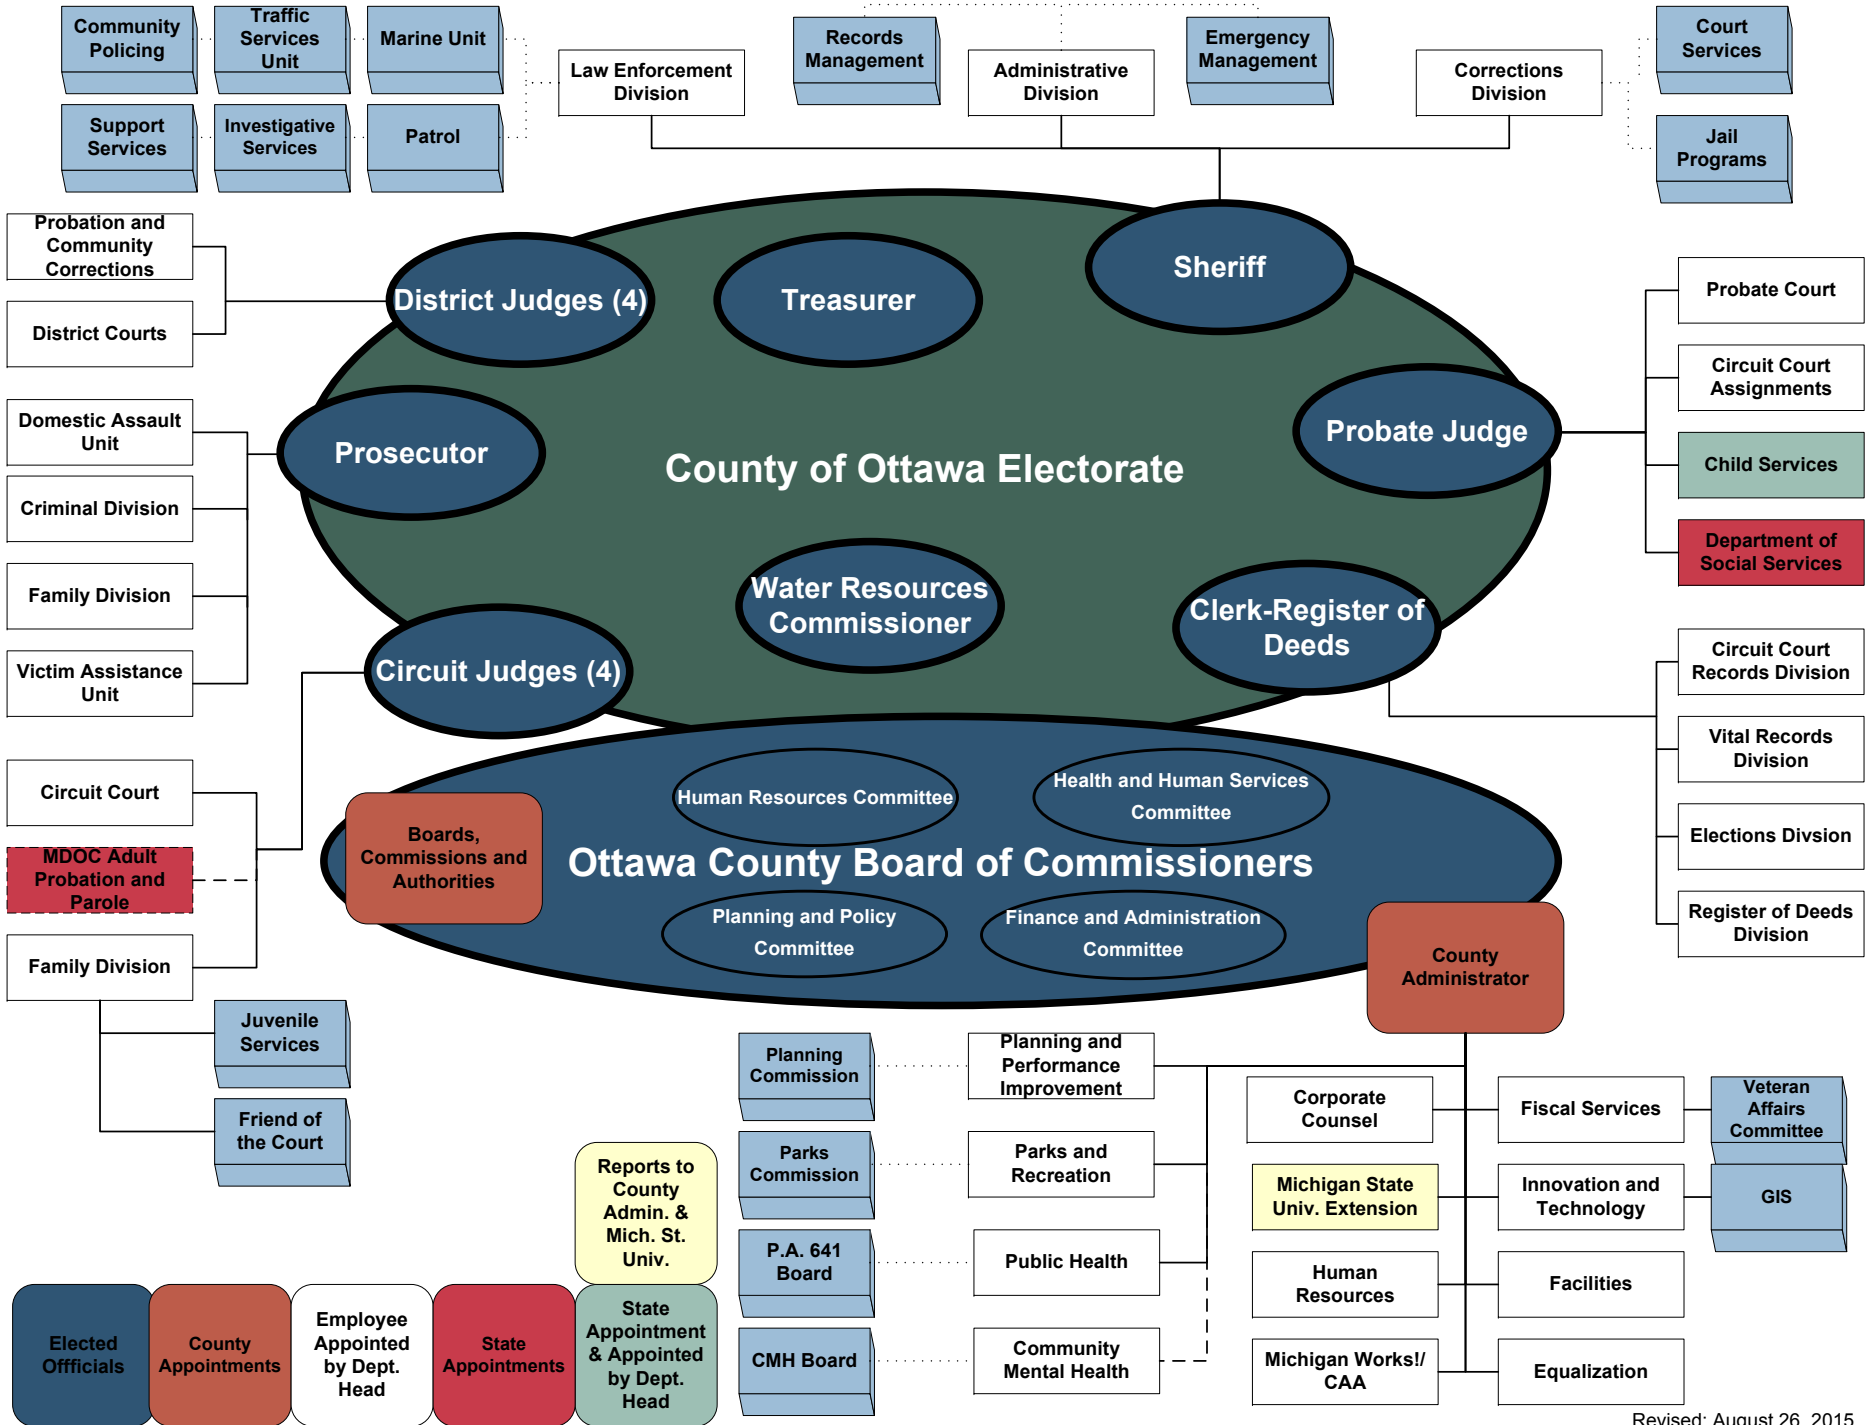 Community
Policing
Traffic
Services
Unit
Marine Unit
Support
Services
Investigative
Services
Patrol
Law Enforcement
Division
Records
Management
Administrative
Division
Emergency
Management
Corrections
Division
Court
Services
Jail
Programs
Probation and
Community
Corrections
District Courts
Domestic Assault
Unit
Criminal Division
Family Division
Victim Assistance
Unit
Circuit Court
MDOC Adult
Probation and
Parole
Family Division
Juvenile
Services
Friend of
the Court
District Judges (4)
Treasurer
Sheriff
Prosecutor
Probate Judge
County of Ottawa Electorate
Water Resources
Commissioner
Clerk-Register of
Deeds
Circuit Judges (4)
Probate Court
Circuit Court
Assignments
Child Services
Department of
Social Services
Circuit Court
Records Division
Vital Records
Division
Elections Divsion
Register of Deeds
Division
Human Resources Committee
Health and Human Services
Committee
Boards,
Commissions and
Authorities
Ottawa County Board of Commissioners
Planning and Policy
Committee
Finance and Administration
Committee
County
Administrator
Planning
Commission
Planning and
Performance
Improvement
Parks
Commission
Parks and
Recreation
P.A. 641
Board
Public Health
CMH Board
Community
Mental Health
Corporate
Counsel
Fiscal Services
Veteran
Affairs
Committee
Michigan State
Univ. Extension
Innovation and
Technology
GIS
Human
Resources
Facilities
Michigan Works!/
CAA
Equalization
Reports to
County
Admin. &
Mich. St.
Univ.
Elected
Offficials
County
Appointments
Employee
Appointed
by Dept.
Head
State
Appointments
State
Appointment
& Appointed
by Dept.
Head
Revised: August 26, 2015